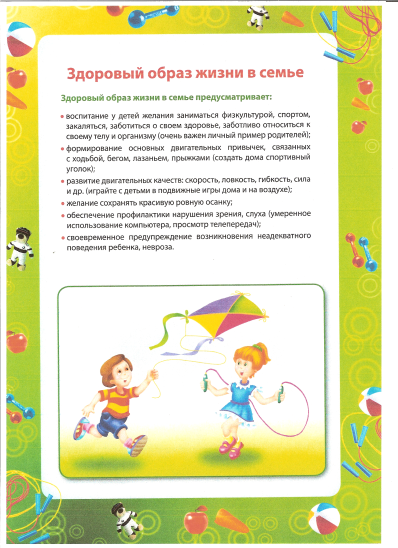 Здоровый образ жизни в семье
Здоровый образ жизни в семье предусматривает:
• воспитание у детей желания заниматься физкультурой, спортом,
закаляться, заботиться о своем здоровье, заботливо относиться к
своему телу и организму (очень важен личный пример родителей);
• формирование основных двигательных привычек, связанных
с ходьбой, бегом, лазаньем, прыжками (создать дома спортивный
уголок);
• развитие двигательных качеств: скорость, ловкость, гибкость, сила
и др. (играйте с детьми в подвижные игры дома и на воздухе);
• желание сохранять красивую ровную осанку;
• обеспечение профилактики нарушения зрения, слуха (умеренное
использование компьютера, просмотр телепередач);
• своевременное предупреждение возникновения неадекватного
поведения ребенка, невроза.